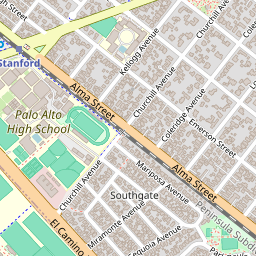 Street
Kellogg Avenue
Churchill Avenue
Stanford
Alma Street
Coleridge Avenue
Palo Alto
High School
Emerson Street
Churchill Avenue
Mariposa Avenue
Alma Street
Southgate
El Camino
Miramonte Avenue
Sequoia Avenue
Peninsula Subd